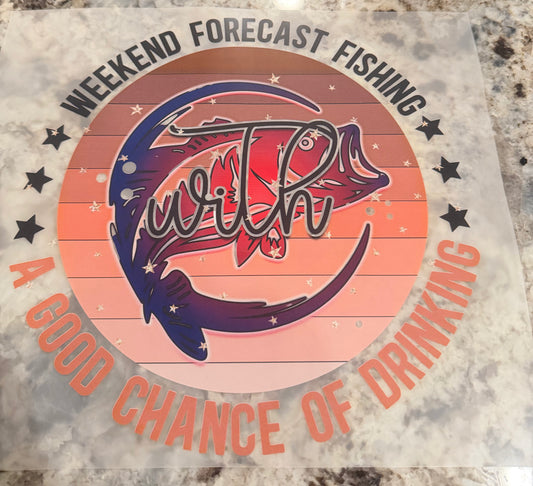 WEEKEND FORECAST FISHING
with
A GOOD CHANCE OF DRINKING